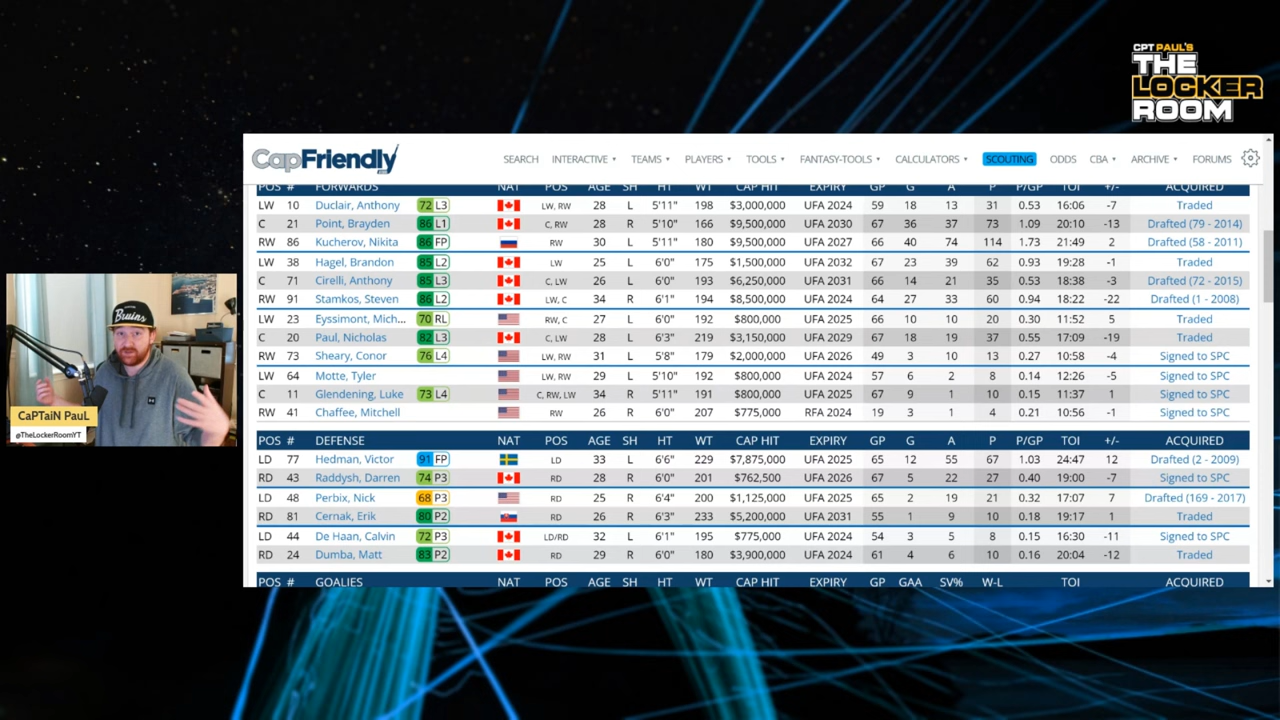 CPT PAUL'S
THE
LOCKER
ROOM
CapFriendly
SEARCH INTERACTIVE TEAMS PLAYERS TOOLS FANTASY-TOOLS CALCULATORS SCOUTING ODDS CBA ARCHIVE FORUMS
POS # FORWARDS NAT POS AGE SH HT WT CAP HIT EXPIRY GP G A P P/GP TOI +/- ACQUIRED
LW 10 Duclair, Anthony 72 L3 LW, RW 28 L 5'11" 198 $3,000,000 UFA 2024 59 18 13 31 0.53 16:06 -7 Traded
C 21 Point, Brayden 86 L1 C, RW 28 R 5'10" 166 $9,500,000 UFA 2030 67 36 37 73 1.09 20:10 -13 Drafted (79 - 2014)
RW 86 Kucherov, Nikita 86 FP RW 30 L 5'11" 180 $9,500,000 UFA 2027 66 40 74 114 1.73 21:49 2 Drafted (58 - 2011)
LW 38 Hagel, Brandon 85 L2 LW 25 L 6'0" 175 $1,500,000 UFA 2032 67 23 39 62 0.93 19:28 -1 Traded
C 71 Cirelli, Anthony 85 L3 C, LW 26 L 6'0" 193 $6,250,000 UFA 2031 66 14 21 35 0.53 18:38 -3 Drafted (72 - 2015)
RW 91 Stamkos, Steven 86 L2 LW, C 34 R 6'1" 194 $8,500,000 UFA 2024 64 27 33 60 0.94 18:22 -22 Drafted (1 - 2008)
LW 23 Eyssimont, Mich... 70 RL RW, C 27 L 6'0" 192 $800,000 UFA 2025 66 10 10 20 0.30 11:52 5 Traded
C 20 Paul, Nicholas 82 L3 C, LW 28 L 6'3" 219 $3,150,000 UFA 2029 67 18 19 37 0.55 17:09 -19 Traded
RW 73 Sheary, Conor 76 L4 LW, RW 31 L 5'8" 179 $2,000,000 UFA 2026 49 3 10 13 0.27 10:58 -4 Signed to SPC
LW 64 Motte, Tyler LW, RW 29 L 5'10" 192 $800,000 UFA 2024 57 6 2 8 0.14 12:26 -5 Signed to SPC
C 11 Glendening, Luke 73 L4 C, RW, LW 34 R 5'11" 191 $800,000 UFA 2025 67 9 1 10 0.15 11:37 1 Signed to SPC
RW 41 Chaffee, Mitchell RW 26 R 6'0" 207 $775,000 RFA 2024 19 3 1 4 0.21 10:56 -1 Signed to SPC
POS # DEFENSE NAT POS AGE SH HT WT CAP HIT EXPIRY GP G A P P/GP TOI +/- ACQUIRED
LD 77 Hedman, Victor 91 FP LD 33 L 6'6" 229 $7,875,000 UFA 2025 65 12 55 67 1.03 24:47 12 Drafted (2 - 2009)
RD 43 Raddysh, Darren 74 P3 RD 28 R 6'0" 201 $762,500 UFA 2026 67 5 22 27 0.40 19:00 -7 Signed to SPC
LD 48 Perbix, Nick 68 P3 RD 25 R 6'4" 200 $1,125,000 UFA 2025 65 2 19 21 0.32 17:07 7 Drafted (169 - 2017)
RD 81 Cernak, Erik 80 P2 RD 26 R 6'3" 233 $5,200,000 UFA 2031 55 1 9 10 0.18 19:17 1 Traded
LD 44 De Haan, Calvin 72 P3 LD/RD 32 L 6'1" 195 $775,000 UFA 2024 54 3 5 8 0.15 16:30 -11 Signed to SPC
RD 24 Dumba, Matt 83 P2 RD 29 R 6'0" 180 $3,900,000 UFA 2024 61 4 6 10 0.16 20:04 -12 Traded
POS # GOALIES NAT POS AGE SH HT WT CAP HIT EXPIRY GP GAA SV% W-L TOI ACQUIRED
Bruins
CaPTaiN PauL
@TheLockerRoomYT